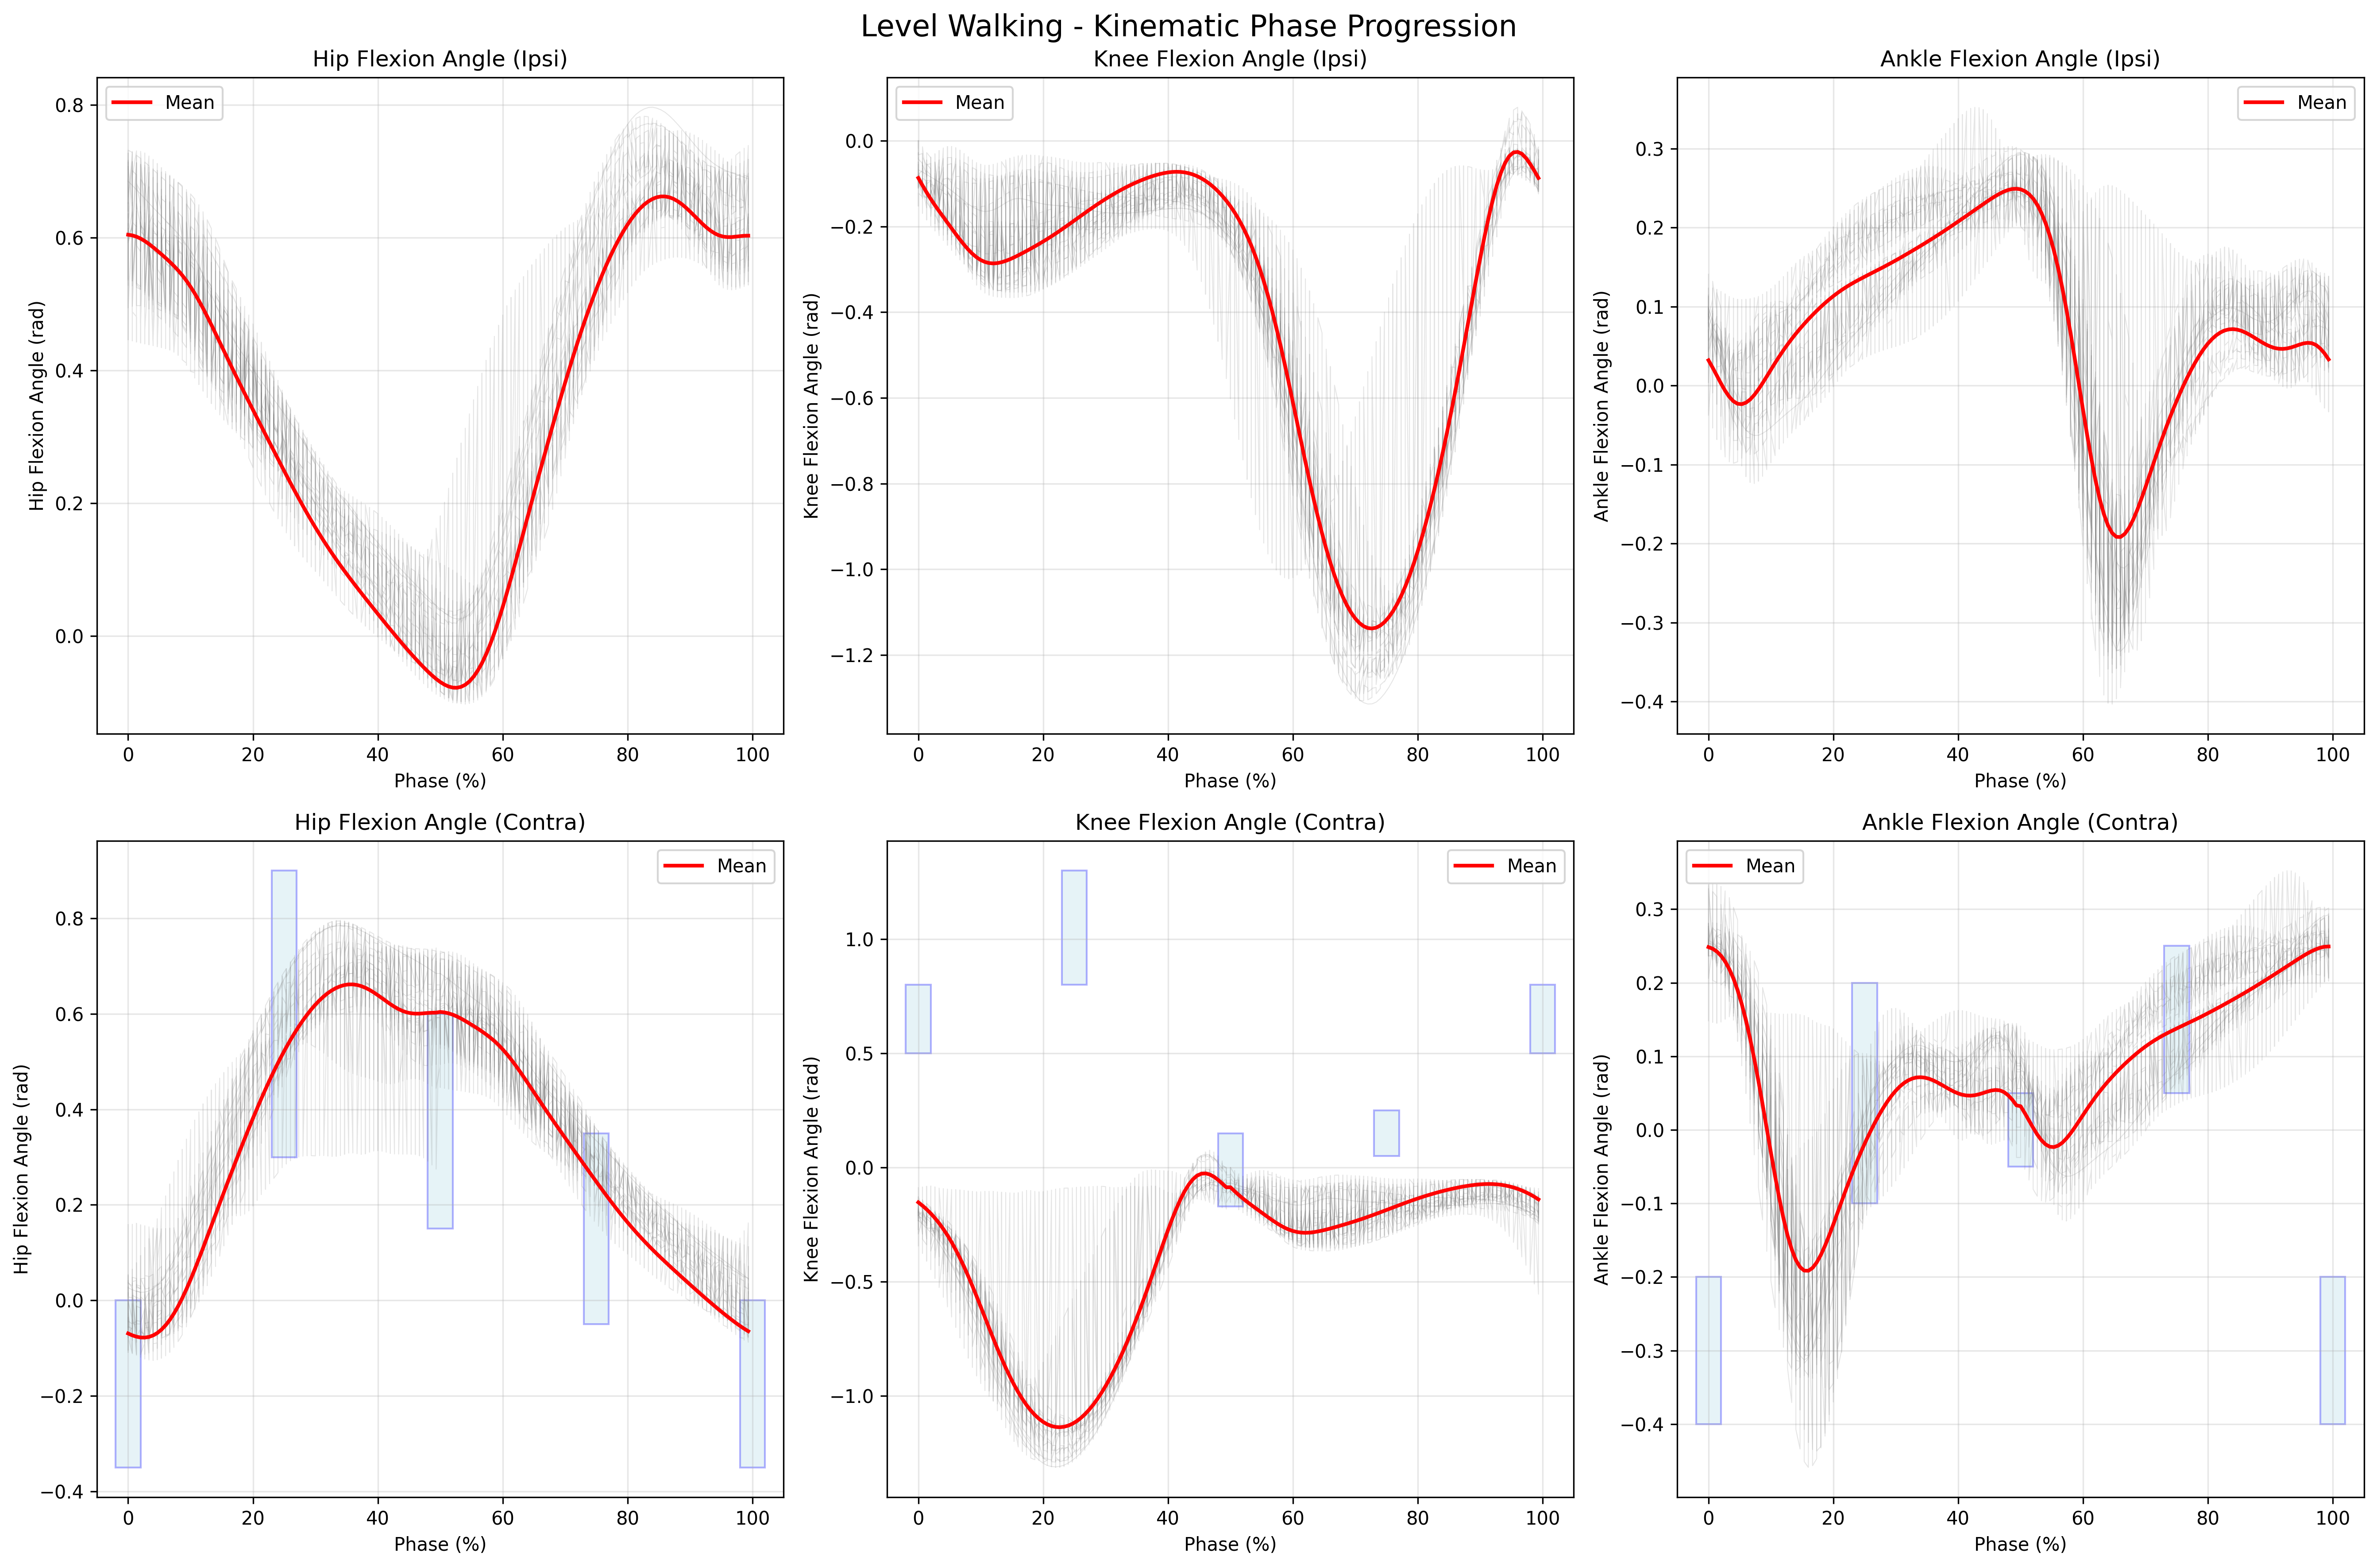 Level Walking - Kinematic Phase Progression
Hip Flexion Angle (Ipsi)
Mean
Hip Flexion Angle (rad)
0.8
0.6
0.4
0.2
0.0
0 20 40 60 80 100
Phase (%)
Knee Flexion Angle (Ipsi)
Mean
Knee Flexion Angle (rad)
0.0
−0.2
−0.4
−0.6
−0.8
−1.0
−1.2
0 20 40 60 80 100
Phase (%)
Ankle Flexion Angle (Ipsi)
Mean
Ankle Flexion Angle (rad)
0.3
0.2
0.1
0.0
−0.1
−0.2
−0.3
−0.4
0 20 40 60 80 100
Phase (%)
Hip Flexion Angle (Contra)
Mean
Hip Flexion Angle (rad)
0.8
0.6
0.4
0.2
0.0
−0.2
−0.4
0 20 40 60 80 100
Phase (%)
Knee Flexion Angle (Contra)
Mean
Knee Flexion Angle (rad)
1.0
0.5
0.0
−0.5
−1.0
0 20 40 60 80 100
Phase (%)
Ankle Flexion Angle (Contra)
Mean
Ankle Flexion Angle (rad)
0.3
0.2
0.1
0.0
−0.1
−0.2
−0.3
−0.4
0 20 40 60 80 100
Phase (%)